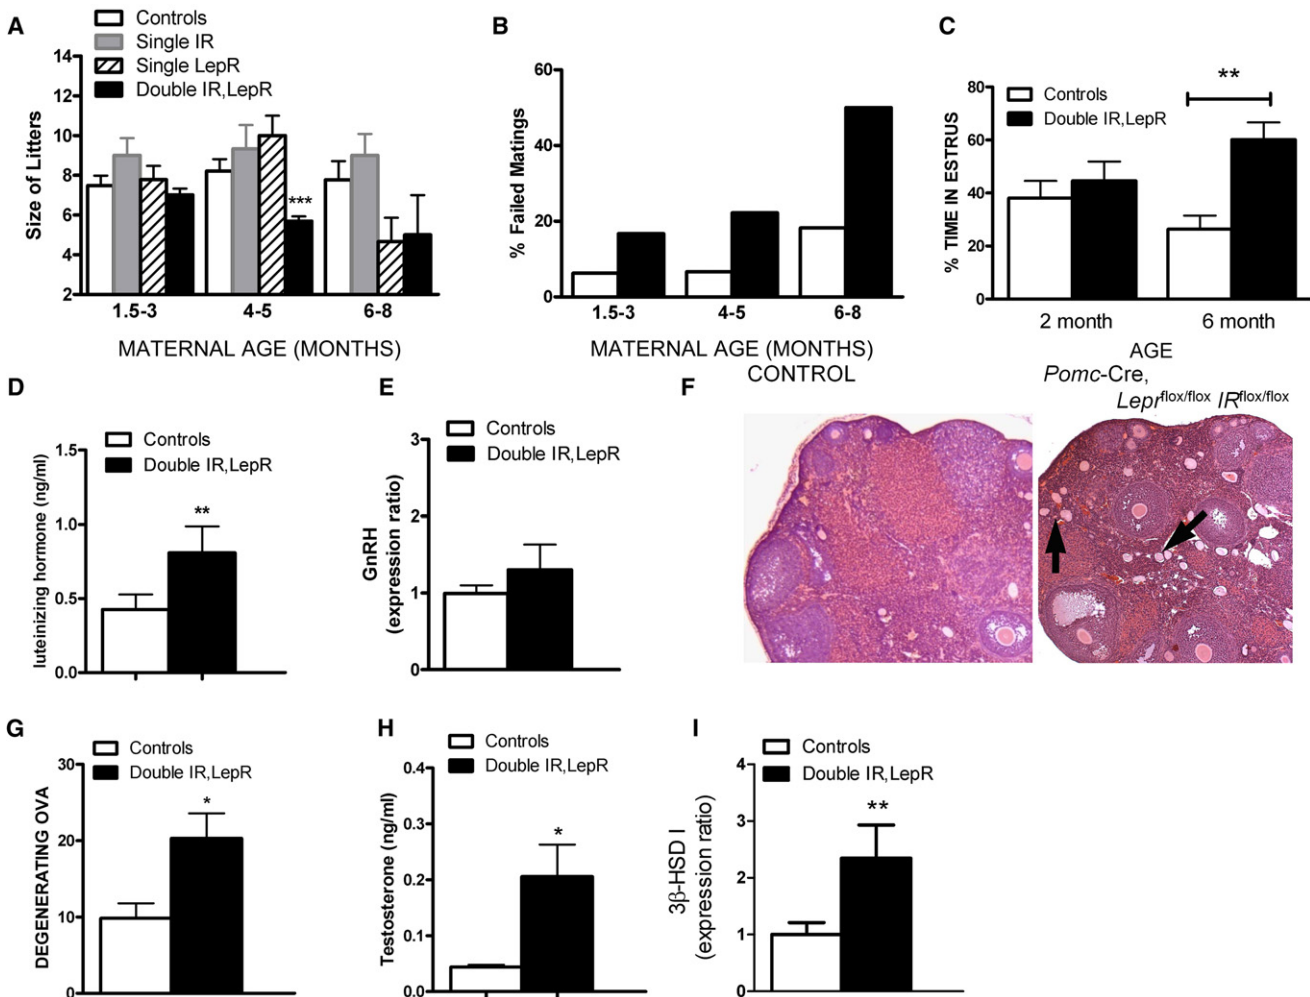 A
Controls
Single IR
Single LepR
Double IR,LepR
Size of Litters
14
12
10
8
6
4
2
***
1.5-3
4-5
6-8
MATERNAL AGE (MONTHS)
B
% Failed Matings
60
40
20
0
1.5-3
4-5
6-8
MATERNAL AGE (MONTHS)
C
Controls
Double IR,LepR
% TIME IN ESTRUS
80
60
40
20
0
**
2 month
6 month
AGE
D
Controls
Double IR,LepR
luteinizing hormone (ng/ml)
1.5
1.0
0.5
0.0
**
E
Controls
Double IR,LepR
GnRH
(expression ratio)
3
2
1
0
F
CONTROL
Pomc-Cre,
Lepr^flox/flox IR^flox/flox
G
Controls
Double IR,LepR
DEGENERATING OVA
30
20
10
0
*
H
Controls
Double IR,LepR
Testosterone (ng/ml)
0.4
0.3
0.2
0.1
0.0
*
I
Controls
Double IR,LepR
3β-HSD I
(expression ratio)
4
3
2
1
0
**